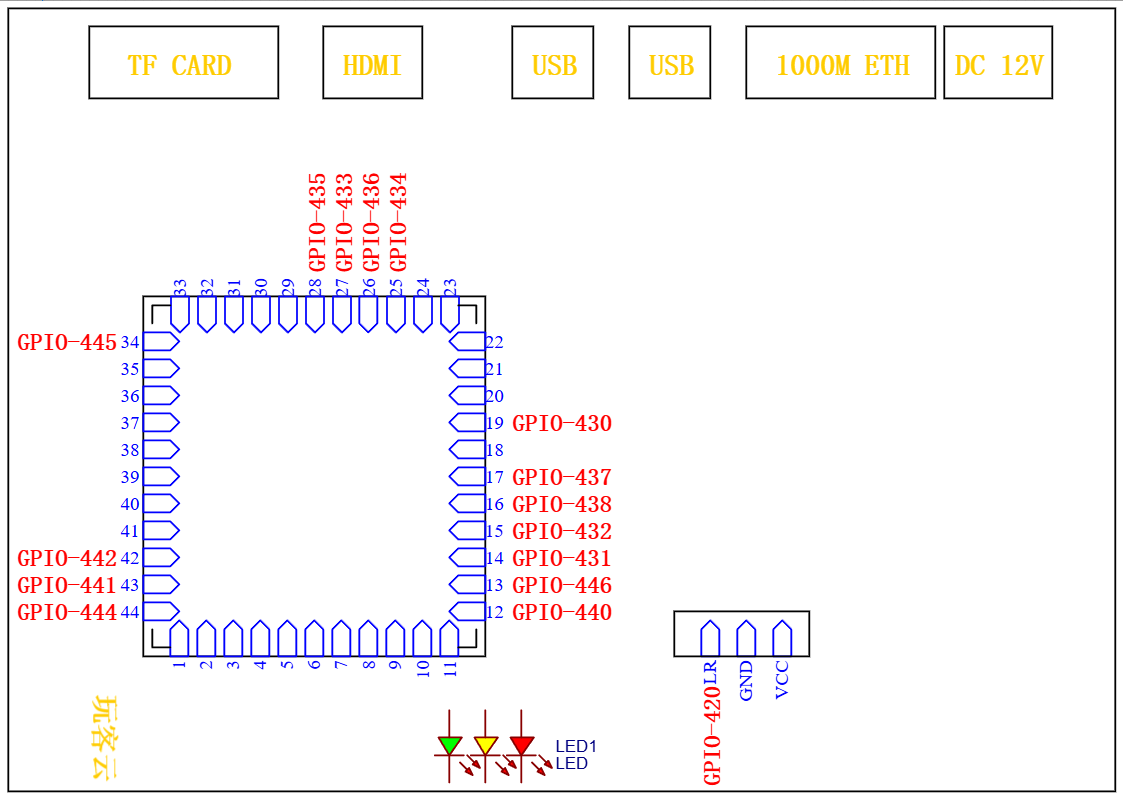 TF CARD
HDMI
USB
USB
1000M ETH
DC 12V
GPIO-435
GPIO-433
GPIO-436
GPIO-434
33
32
31
30
29
28
27
26
25
24
23
GPIO-445 34
22
35
21
36
20
37
19 GPIO-430
38
18
39
17 GPIO-437
40
16 GPIO-438
41
15 GPIO-432
GPIO-442 42
14 GPIO-431
GPIO-441 43
13 GPIO-446
GPIO-444 44
12 GPIO-440
1
2
3
4
5
6
7
8
9
10
11
GPIO-420 LR
GND
VCC
玩客云
LED1
LED